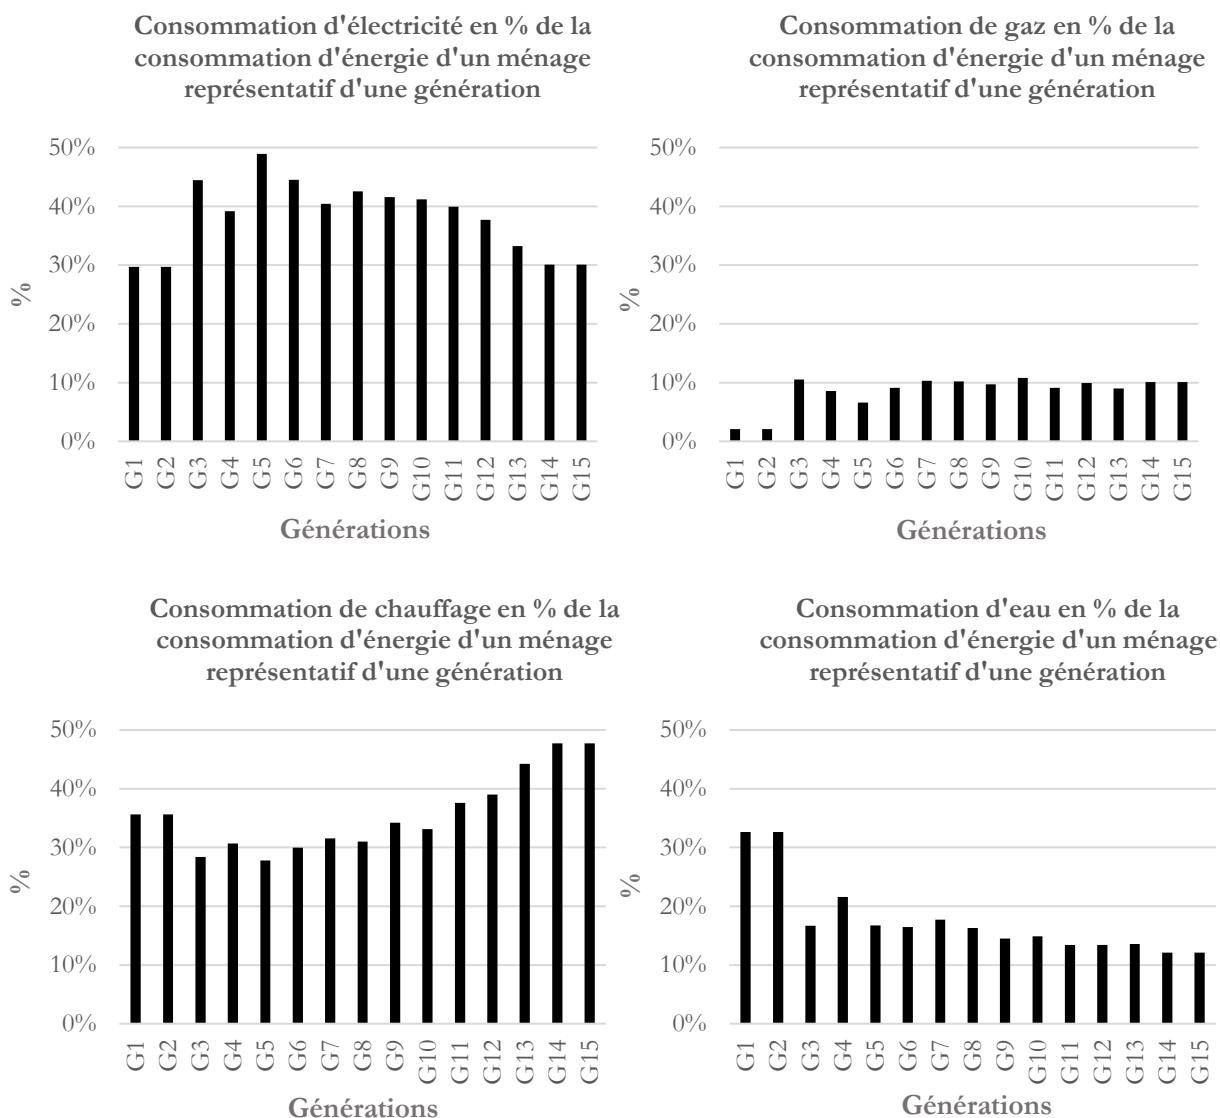 Consommation d'électricité en % de la
consommation d'énergie d'un ménage
représentatif d'une génération
50%
40%
30%
20%
10%
0%
%
G1 G2 G3 G4 G5 G6 G7 G8 G9 G10 G11 G12 G13 G14 G15
Générations
Consommation de gaz en % de la
consommation d'énergie d'un ménage
représentatif d'une génération
50%
40%
30%
20%
10%
0%
%
G1 G2 G3 G4 G5 G6 G7 G8 G9 G10 G11 G12 G13 G14 G15
Générations
Consommation de chauffage en % de la
consommation d'énergie d'un ménage
représentatif d'une génération
50%
40%
30%
20%
10%
0%
%
G1 G2 G3 G4 G5 G6 G7 G8 G9 G10 G11 G12 G13 G14 G15
Générations
Consommation d'eau en % de la
consommation d'énergie d'un ménage
représentatif d'une génération
50%
40%
30%
20%
10%
0%
%
G1 G2 G3 G4 G5 G6 G7 G8 G9 G10 G11 G12 G13 G14 G15
Générations